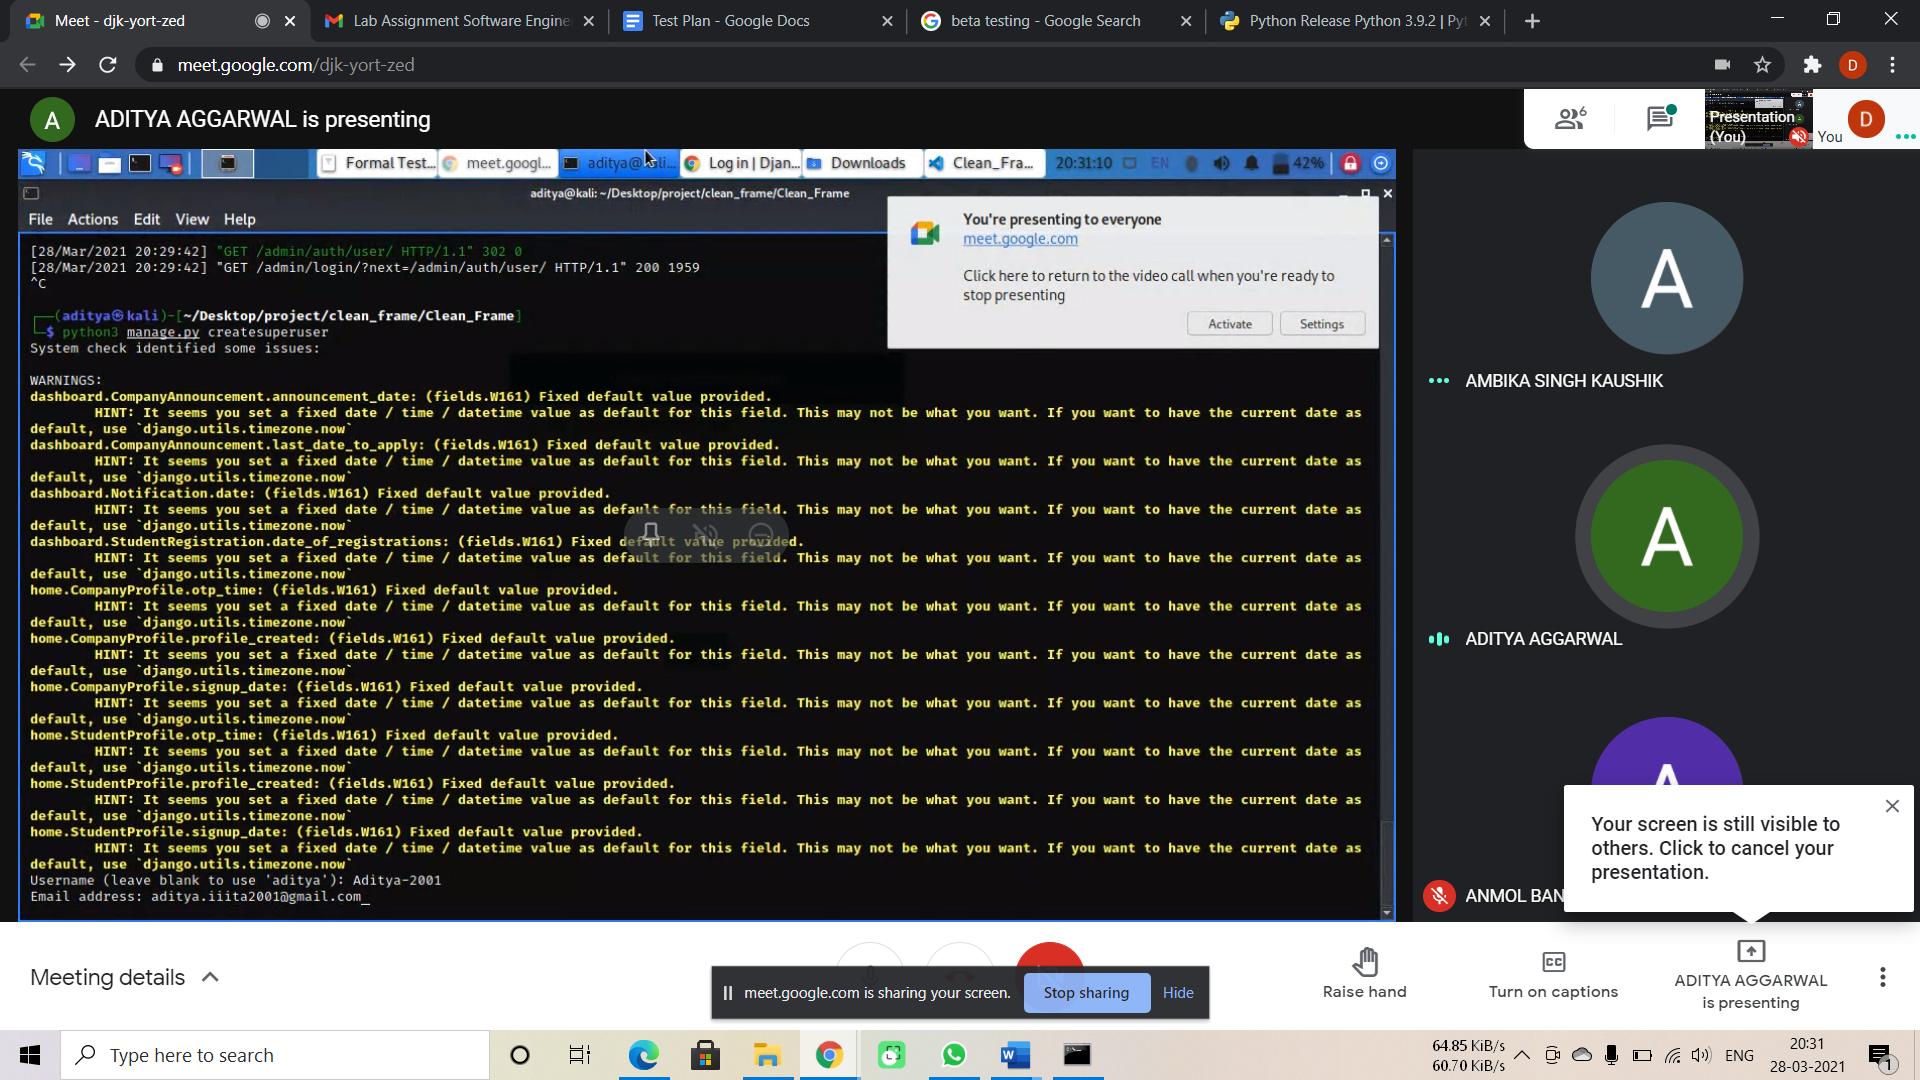 Meet - djk-yort-zed
Lab Assignment Software Engine
Test Plan - Google Docs
beta testing - Google Search
Python Release Python 3.9.2 | Pyt
meet.google.com/djk-yort-zed
D
A
ADITYA AGGARWAL is presenting
6
Presentation
(You)
You
D
Formal Test...
meet.googl...
aditya@kali...
Log in | Djan...
Downloads
Clean_Fra...
20:31:10
EN
42%
aditya@kali: ~/Desktop/project/clean_frame/Clean_Frame
File Actions Edit View Help
You're presenting to everyone
meet.google.com
Click here to return to the video call when you're ready to
stop presenting
Activate
Settings
[28/Mar/2021 20:29:42] "GET /admin/auth/user/ HTTP/1.1" 302 0
[28/Mar/2021 20:29:42] "GET /admin/login/?next=/admin/auth/user/ HTTP/1.1" 200 1959
^C
(aditya㉿kali)-[~/Desktop/project/clean_frame/Clean_Frame]
$ python3 manage.py createsuperuser
System check identified some issues:
WARNINGS:
dashboard.CompanyAnnouncement.announcement_date: (fields.W161) Fixed default value provided.
HINT: It seems you set a fixed date / time / datetime value as default for this field. This may not be what you want. If you want to have the current date as
default, use `django.utils.timezone.now`
dashboard.CompanyAnnouncement.last_date_to_apply: (fields.W161) Fixed default value provided.
HINT: It seems you set a fixed date / time / datetime value as default for this field. This may not be what you want. If you want to have the current date as
default, use `django.utils.timezone.now`
dashboard.Notification.date: (fields.W161) Fixed default value provided.
HINT: It seems you set a fixed date / time / datetime value as default for this field. This may not be what you want. If you want to have the current date as
default, use `django.utils.timezone.now`
dashboard.StudentRegistration.date_of_registrations: (fields.W161) Fixed default value provided.
HINT: It seems you set a fixed date / time / datetime value as default for this field. This may not be what you want. If you want to have the current date as
default, use `django.utils.timezone.now`
home.CompanyProfile.otp_time: (fields.W161) Fixed default value provided.
HINT: It seems you set a fixed date / time / datetime value as default for this field. This may not be what you want. If you want to have the current date as
default, use `django.utils.timezone.now`
home.CompanyProfile.profile_created: (fields.W161) Fixed default value provided.
HINT: It seems you set a fixed date / time / datetime value as default for this field. This may not be what you want. If you want to have the current date as
default, use `django.utils.timezone.now`
home.CompanyProfile.signup_date: (fields.W161) Fixed default value provided.
HINT: It seems you set a fixed date / time / datetime value as default for this field. This may not be what you want. If you want to have the current date as
default, use `django.utils.timezone.now`
home.StudentProfile.otp_time: (fields.W161) Fixed default value provided.
HINT: It seems you set a fixed date / time / datetime value as default for this field. This may not be what you want. If you want to have the current date as
default, use `django.utils.timezone.now`
home.StudentProfile.profile_created: (fields.W161) Fixed default value provided.
HINT: It seems you set a fixed date / time / datetime value as default for this field. This may not be what you want. If you want to have the current date as
default, use `django.utils.timezone.now`
home.StudentProfile.signup_date: (fields.W161) Fixed default value provided.
HINT: It seems you set a fixed date / time / datetime value as default for this field. This may not be what you want. If you want to have the current date as
default, use `django.utils.timezone.now`
Username (leave blank to use 'aditya'): Aditya-2001
Email address: aditya.iiita2001@gmail.com_
A
AMBIKA SINGH KAUSHIK
A
ADITYA AGGARWAL
A
ANMOL BAN
Your screen is still visible to
others. Click to cancel your
presentation.
Meeting details
meet.google.com is sharing your screen.
Stop sharing
Hide
Raise hand
CC
Turn on captions
ADITYA AGGARWAL
is presenting
Type here to search
64.85 KiB/s
60.70 KiB/s
ENG
20:31
28-03-2021
1